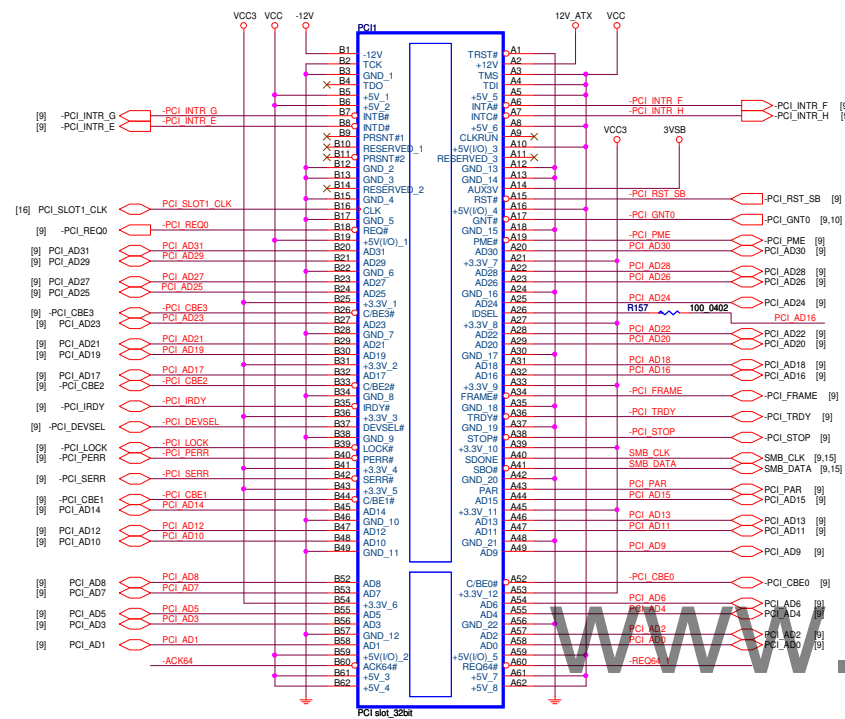 VCC3 VCC -12V 12V_ATX VCC
PCI1
B1 -12V TRST# A1
B2 TCK +12V A2
B3 GND_1 TMS A3
B4 TDO TDI A4
B5 +5V_1 +5V_5 A5
[9] -PCI_INTR_G -PCI_INTR_G B6 +5V_2 INTA# A6 -PCI_INTR_F -PCI_INTR_F [9]
B7 INTB# INTC# A7 -PCI_INTR_H -PCI_INTR_H [9]
[9] -PCI_INTR_E -PCI_INTR_E B8 INTD# +5V_6 A8
B9 PRSNT#1 CLKRUN A9 VCC3 3VSB
B10 RESERVED_1 +5V(I/O)_3 A10
B11 PRSNT#2 RESERVED_3 A11
B12 GND_2 GND_13 A12
B13 GND_3 GND_14 A13
B14 RESERVED_2 AUX3V A14
B15 GND_4 RST# A15 -PCI_RST_SB -PCI_RST_SB [9]
[16] PCI_SLOT1_CLK PCI_SLOT1_CLK B16 CLK +5V(I/O)_4 A16
B17 GND_5 GNT# A17 -PCI_GNT0 -PCI_GNT0 [9,10]
[9] -PCI_REQ0 -PCI_REQ0 B18 REQ# GND_15 A18
B19 +5V(I/O)_1 PME# A19 -PCI_PME -PCI_PME [9]
[9] PCI_AD31 PCI_AD31 B20 AD31 AD30 A20 PCI_AD30 PCI_AD30 [9]
[9] PCI_AD29 PCI_AD29 B21 AD29 +3.3V_7 A21
B22 GND_6 AD28 A22 PCI_AD28 PCI_AD28 [9]
[9] PCI_AD27 PCI_AD27 B23 AD27 AD26 A23 PCI_AD26 PCI_AD26 [9]
[9] PCI_AD25 PCI_AD25 B24 AD25 GND_16 A24
B25 +3.3V_1 AD24 A25 PCI_AD24 PCI_AD24 [9]
[9] -PCI_CBE3 -PCI_CBE3 B26 C/BE3# IDSEL A26 R157 100_0402 PCI_AD16
[9] PCI_AD23 PCI_AD23 B27 AD23 +3.3V_8 A27
B28 GND_7 AD22 A28 PCI_AD22 PCI_AD22 [9]
[9] PCI_AD21 PCI_AD21 B29 AD21 AD20 A29 PCI_AD20 PCI_AD20 [9]
[9] PCI_AD19 PCI_AD19 B30 AD19 GND_17 A30
B31 +3.3V_2 AD18 A31 PCI_AD18 PCI_AD18 [9]
[9] PCI_AD17 PCI_AD17 B32 AD17 AD16 A32 PCI_AD16 PCI_AD16 [9]
[9] -PCI_CBE2 -PCI_CBE2 B33 C/BE2# +3.3V_9 A33
B34 GND_8 FRAME# A34 -PCI_FRAME -PCI_FRAME [9]
[9] -PCI_IRDY -PCI_IRDY B35 IRDY# GND_18 A35
B36 +3.3V_3 TRDY# A36 -PCI_TRDY -PCI_TRDY [9]
[9] -PCI_DEVSEL -PCI_DEVSEL B37 DEVSEL# GND_19 A37
B38 GND_9 STOP# A38 -PCI_STOP -PCI_STOP [9]
[9] -PCI_LOCK -PCI_LOCK B39 LOCK# +3.3V_10 A39
[9] -PCI_PERR -PCI_PERR B40 PERR# SDONE A40 SMB_CLK SMB_CLK [9,15]
B41 +3.3V_4 SBO# A41 SMB_DATA SMB_DATA [9,15]
[9] -PCI_SERR -PCI_SERR B42 SERR# GND_20 A42
B43 +3.3V_5 PAR A43 PCI_PAR PCI_PAR [9]
[9] -PCI_CBE1 -PCI_CBE1 B44 C/BE1# AD15 A44 PCI_AD15 PCI_AD15 [9]
[9] PCI_AD14 PCI_AD14 B45 AD14 +3.3V_11 A45
B46 GND_10 AD13 A46 PCI_AD13 PCI_AD13 [9]
[9] PCI_AD12 PCI_AD12 B47 AD12 AD11 A47 PCI_AD11 PCI_AD11 [9]
[9] PCI_AD10 PCI_AD10 B48 AD10 GND_21 A48
B49 GND_11 AD9 A49 PCI_AD9 PCI_AD9 [9]
[9] PCI_AD8 PCI_AD8 B52 AD8 C/BE0# A52 -PCI_CBE0 -PCI_CBE0 [9]
[9] PCI_AD7 PCI_AD7 B53 AD7 +3.3V_12 A53
B54 +3.3V_6 AD6 A54 PCI_AD6 PCI_AD6 [9]
[9] PCI_AD5 PCI_AD5 B55 AD5 AD4 A55 PCI_AD4 PCI_AD4 [9]
[9] PCI_AD3 PCI_AD3 B56 AD3 GND_22 A56
B57 GND_12 AD2 A57 PCI_AD2 PCI_AD2 [9]
[9] PCI_AD1 PCI_AD1 B58 AD1 AD0 A58 PCI_AD0 PCI_AD0 [9]
B59 +5V(I/O)_2 +5V(I/O)_5 A59
-ACK64 B60 ACK64# REQ64# A60 -REQ64_1
B61 +5V_3 +5V_7 A61
B62 +5V_4 +5V_8 A62
PCI slot_32bit
www.